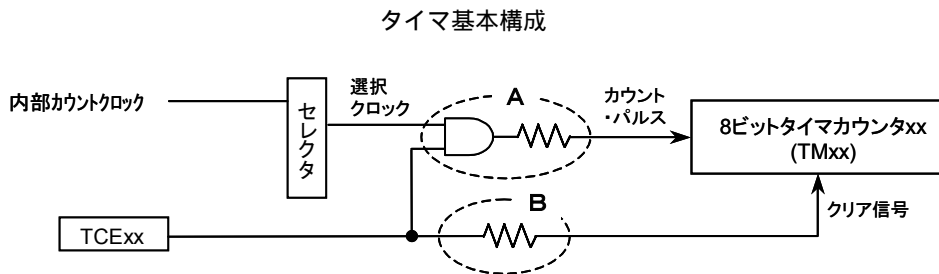 タイマ基本構成
内部カウントクロック
セレクタ
選択
クロック
A
カウント
・パルス
8ビットタイマカウンタxx
(TMxx)
B
クリア信号
TCExx